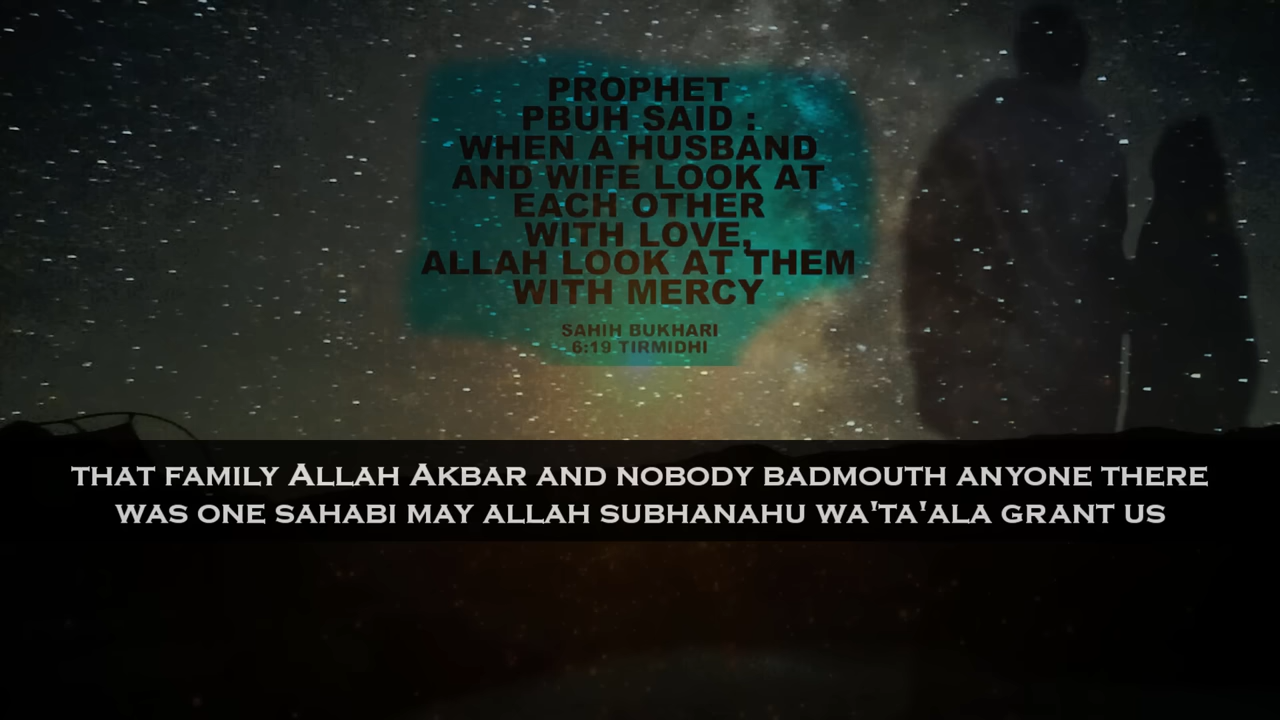 PROPHET
PBUH SAID :
WHEN A HUSBAND
AND WIFE LOOK AT
EACH OTHER
WITH LOVE,
ALLAH LOOK AT THEM
WITH MERCY
SAHIH BUKHARI
6:19 TIRMIDHI
THAT FAMILY ALLAH AKBAR AND NOBODY BADMOUTH ANYONE THERE
WAS ONE SAHABI MAY ALLAH SUBHANAHU WA'TA'ALA GRANT US